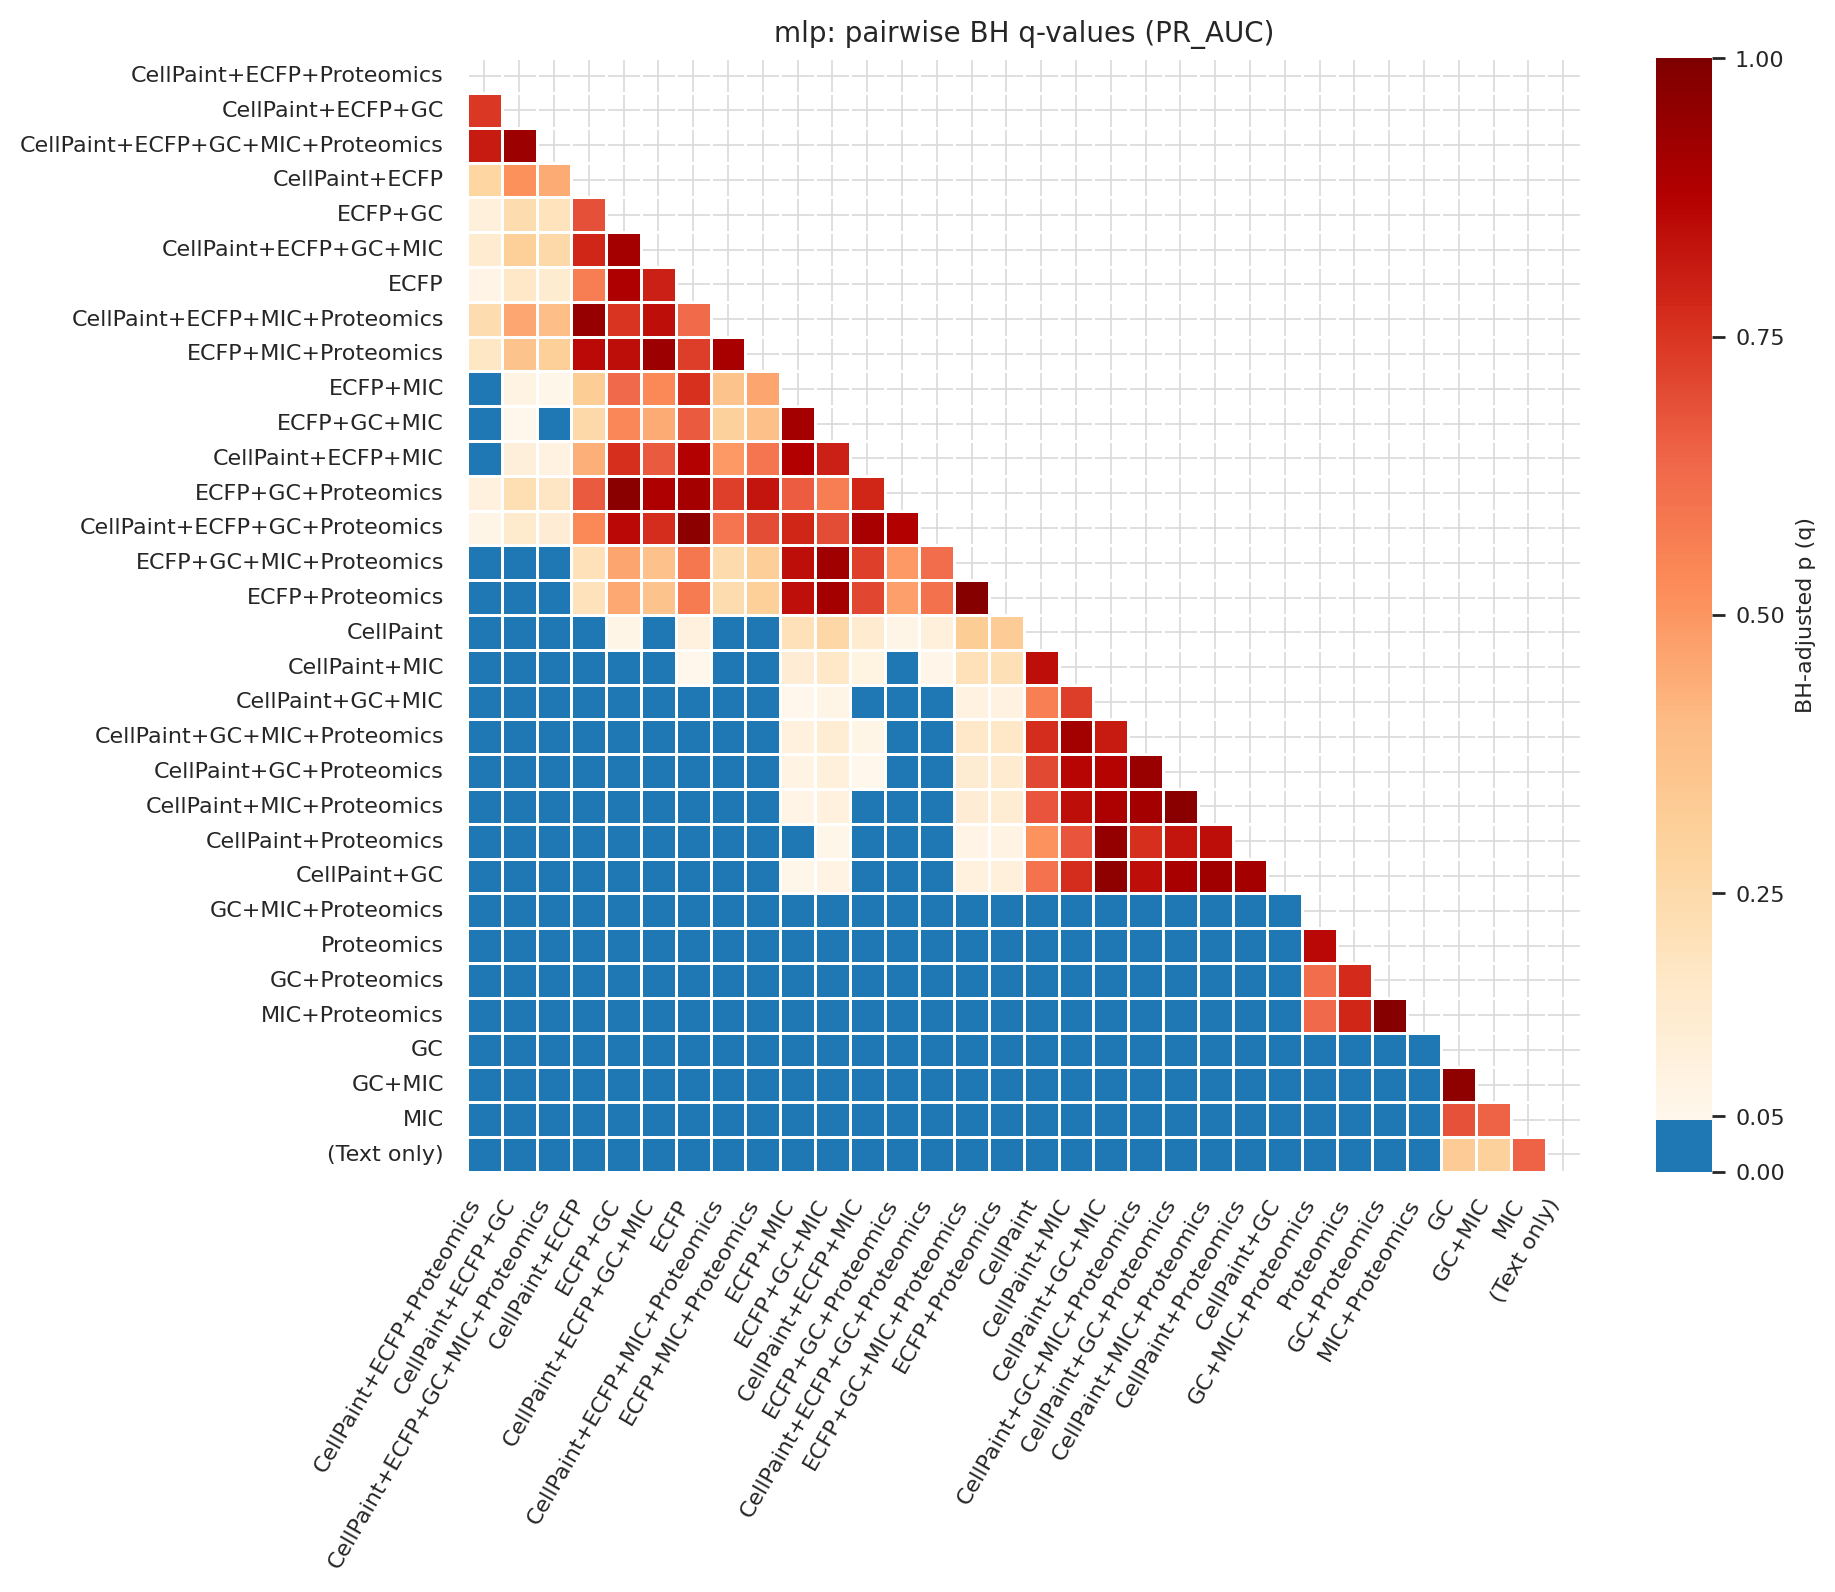 mlp: pairwise BH q-values (PR_AUC)
CellPaint+ECFP+Proteomics
CellPaint+ECFP+GC
CellPaint+ECFP+GC+MIC+Proteomics
CellPaint+ECFP
ECFP+GC
CellPaint+ECFP+GC+MIC
ECFP
CellPaint+ECFP+MIC+Proteomics
ECFP+MIC+Proteomics
ECFP+MIC
ECFP+GC+MIC
CellPaint+ECFP+MIC
ECFP+GC+Proteomics
CellPaint+ECFP+GC+Proteomics
ECFP+GC+MIC+Proteomics
ECFP+Proteomics
CellPaint
CellPaint+MIC
CellPaint+GC+MIC
CellPaint+GC+MIC+Proteomics
CellPaint+GC+Proteomics
CellPaint+MIC+Proteomics
CellPaint+Proteomics
CellPaint+GC
GC+MIC+Proteomics
Proteomics
GC+Proteomics
MIC+Proteomics
GC
GC+MIC
MIC
(Text only)
CellPaint+ECFP+Proteomics
CellPaint+ECFP+GC
CellPaint+ECFP+GC+MIC+Proteomics
CellPaint+ECFP
ECFP+GC
CellPaint+ECFP+GC+MIC
ECFP
CellPaint+ECFP+MIC+Proteomics
ECFP+MIC+Proteomics
ECFP+MIC
ECFP+GC+MIC
CellPaint+ECFP+MIC
ECFP+GC+Proteomics
CellPaint+ECFP+GC+Proteomics
ECFP+GC+MIC+Proteomics
ECFP+Proteomics
CellPaint
CellPaint+MIC
CellPaint+GC+MIC
CellPaint+GC+MIC+Proteomics
CellPaint+GC+Proteomics
CellPaint+MIC+Proteomics
CellPaint+Proteomics
CellPaint+GC
GC+MIC+Proteomics
Proteomics
GC+Proteomics
MIC+Proteomics
GC
GC+MIC
MIC
(Text only)
1.00
0.75
0.50
0.25
0.05
0.00
BH-adjusted p (q)